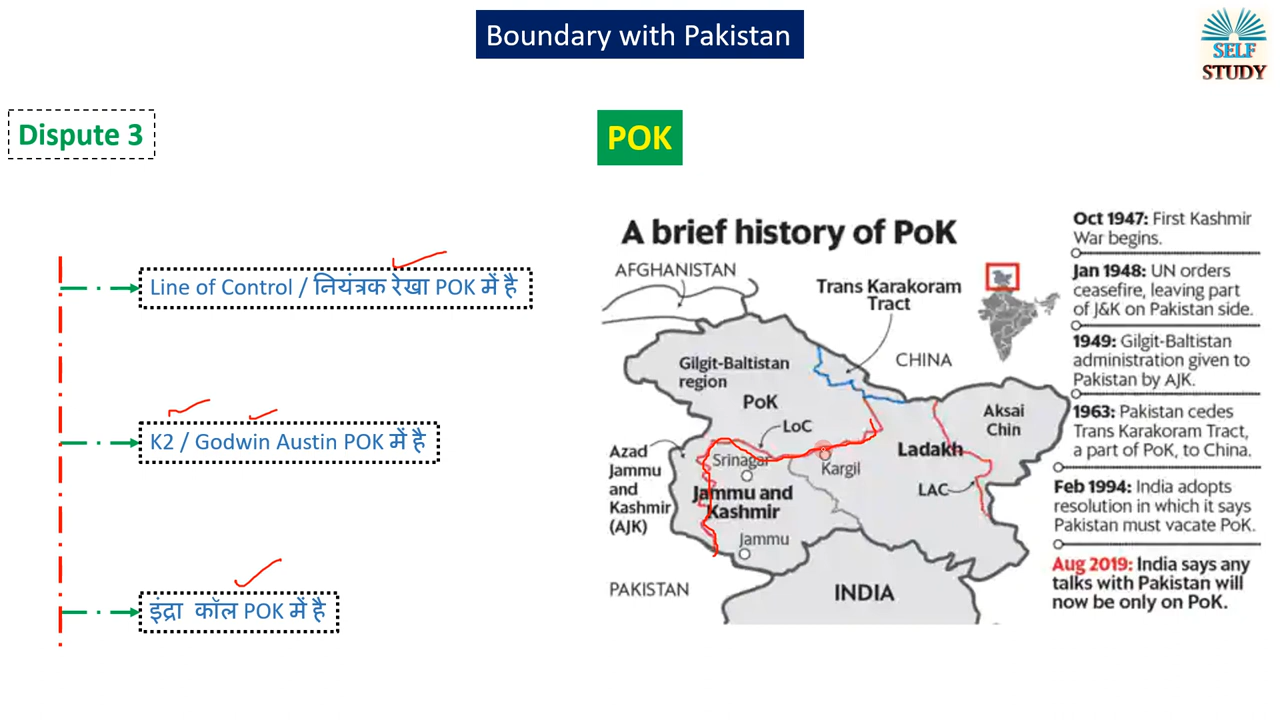 Boundary with Pakistan
SELF
STUDY
Dispute 3
POK
Line of Control / नियंत्रक रेखा POK में है
K2 / Godwin Austin POK में है
इंद्रा कॉल POK में है
A brief history of PoK
AFGHANISTAN
Trans Karakoram
Tract
CHINA
Gilgit-Baltistan
region
PoK
Aksai
Chin
LoC
Ladakh
Azad
Jammu
and
Kashmir
(AJK)
Srinagar
Kargil
LAC
Jammu and
Kashmir
Jammu
PAKISTAN
INDIA
Oct 1947: First Kashmir
War begins.
Jan 1948: UN orders
ceasefire, leaving part
of J&K on Pakistan side.
1949: Gilgit-Baltistan
administration given to
Pakistan by AJK.
1963: Pakistan cedes
Trans Karakoram Tract,
a part of PoK, to China.
Feb 1994: India adopts
resolution in which it says
Pakistan must vacate PoK.
Aug 2019: India says any
talks with Pakistan will
now be only on PoK.